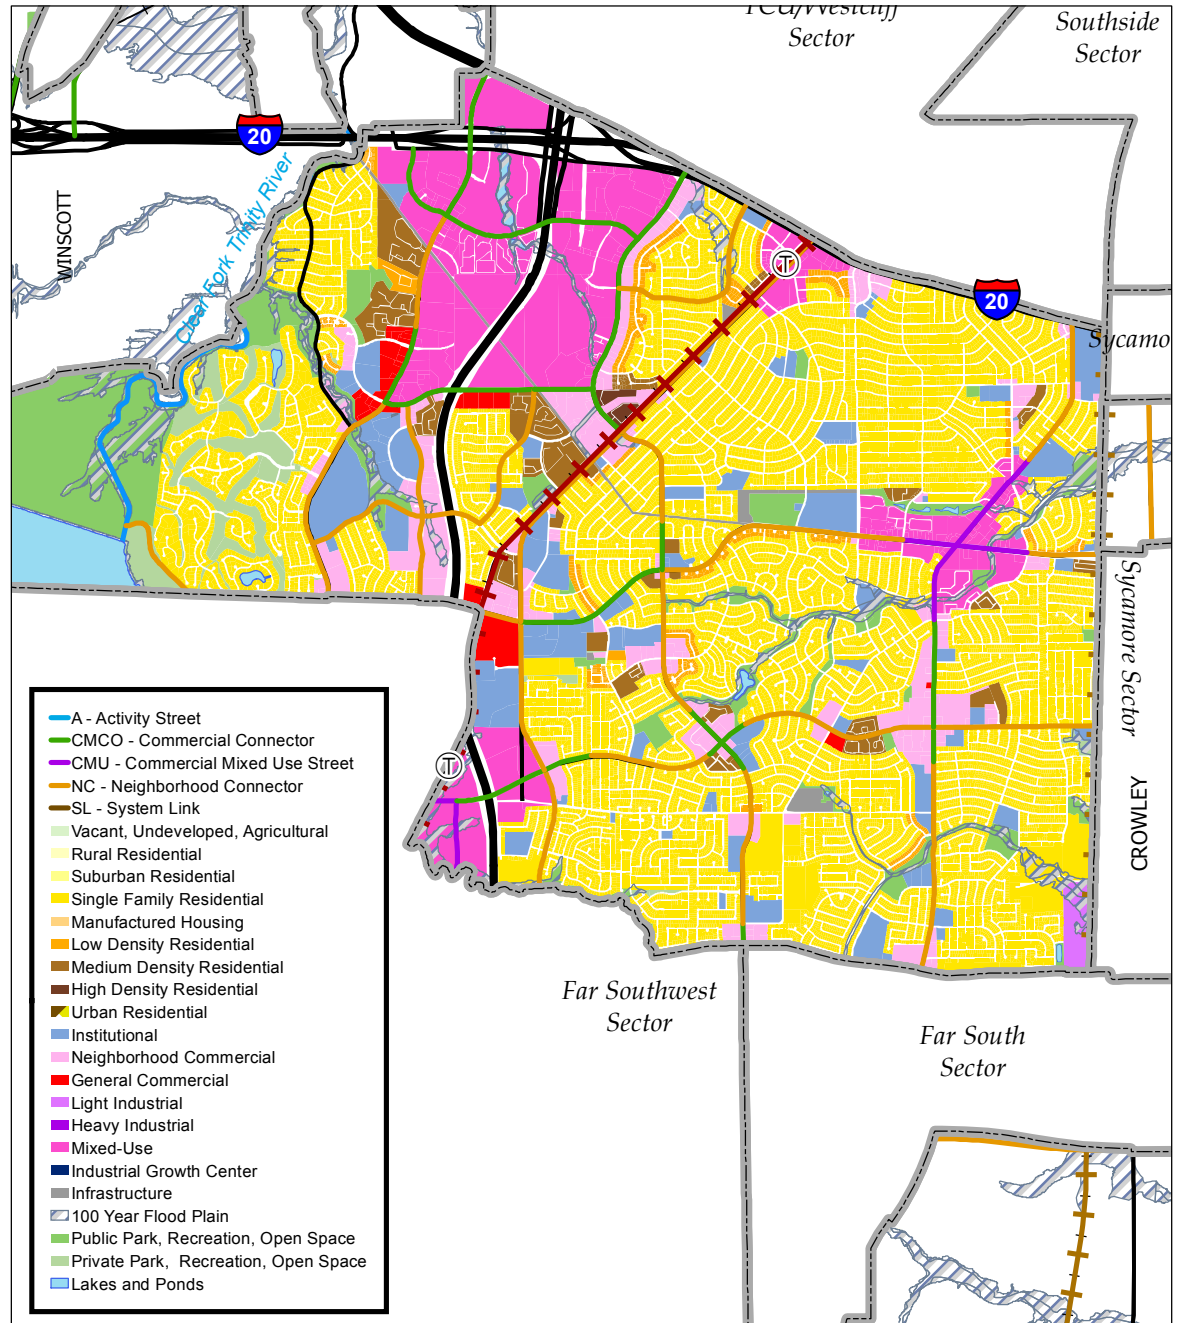 TCU/Westcliff
Sector
Southside
Sector
20
WINSCOTT
Clear Fork Trinity River
T
20
Sycamo
Sycamore Sector
T
CROWLEY
A - Activity Street
CMCO - Commercial Connector
CMU - Commercial Mixed Use Street
NC - Neighborhood Connector
SL - System Link
Vacant, Undeveloped, Agricultural
Rural Residential
Suburban Residential
Single Family Residential
Manufactured Housing
Low Density Residential
Medium Density Residential
High Density Residential
Urban Residential
Institutional
Neighborhood Commercial
General Commercial
Light Industrial
Heavy Industrial
Mixed-Use
Industrial Growth Center
Infrastructure
100 Year Flood Plain
Public Park, Recreation, Open Space
Private Park, Recreation, Open Space
Lakes and Ponds
Far Southwest
Sector
Far South
Sector